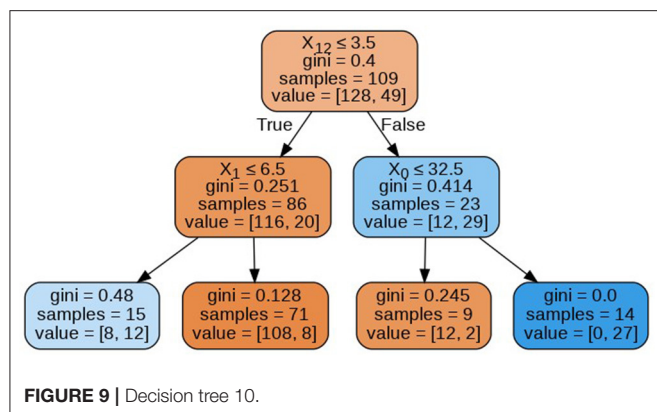 X₁₂ ≤ 3.5
gini = 0.4
samples = 109
value = [128, 49]
True
False
X₁ ≤ 6.5
gini = 0.251
samples = 86
value = [116, 20]
X₀ ≤ 32.5
gini = 0.414
samples = 23
value = [12, 29]
gini = 0.48
samples = 15
value = [8, 12]
gini = 0.128
samples = 71
value = [108, 8]
gini = 0.245
samples = 9
value = [12, 2]
gini = 0.0
samples = 14
value = [0, 27]
FIGURE 9 | Decision tree 10.